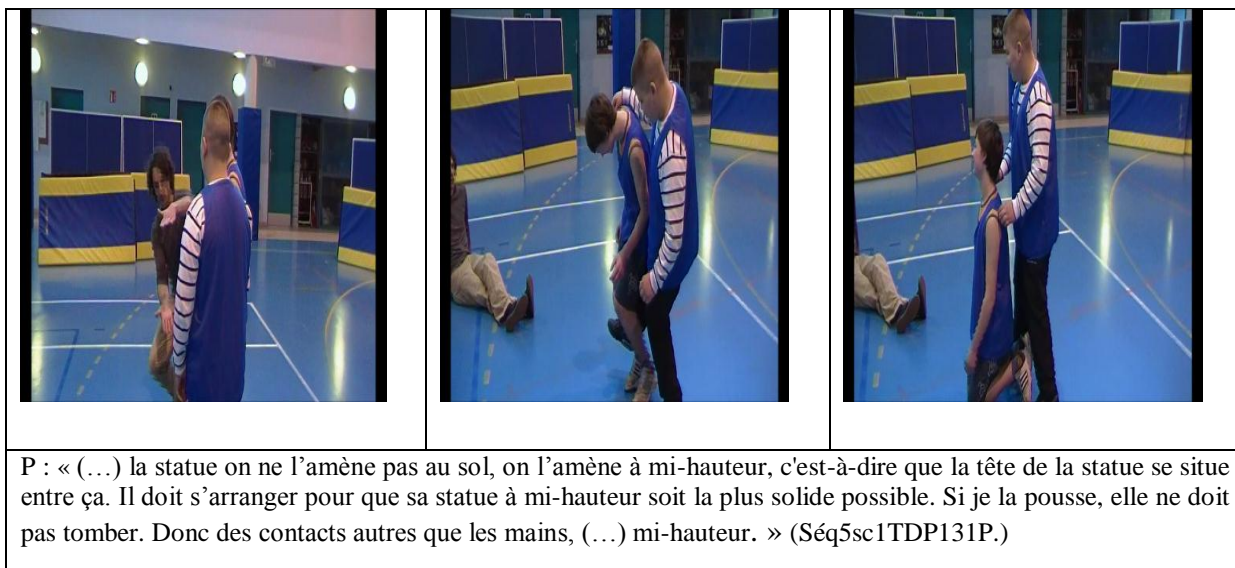 P : « (…) la statue on ne l’amène pas au sol, on l’amène à mi-hauteur, c'est-à-dire que la tête de la statue se situe
entre ça. Il doit s’arranger pour que sa statue à mi-hauteur soit la plus solide possible. Si je la pousse, elle ne doit
pas tomber. Donc des contacts autres que les mains, (…) mi-hauteur. » (Séq5sc1TDP131P.)